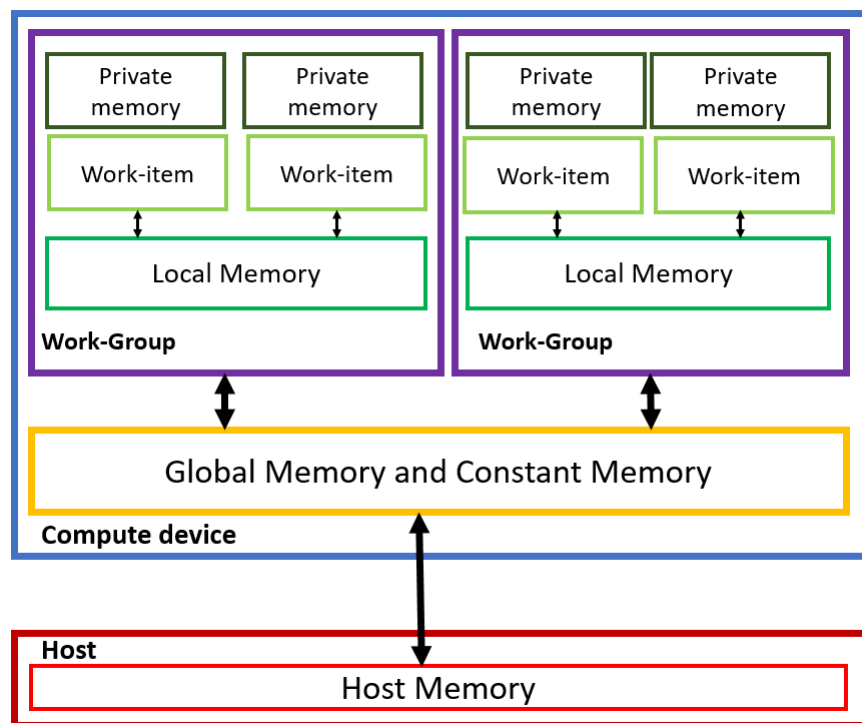 Private
memory
Private
memory
Private
memory
Private
memory
Work-item
Work-item
Work-item
Work-item
Local Memory
Local Memory
Work-Group
Work-Group
Global Memory and Constant Memory
Compute device
Host
Host Memory